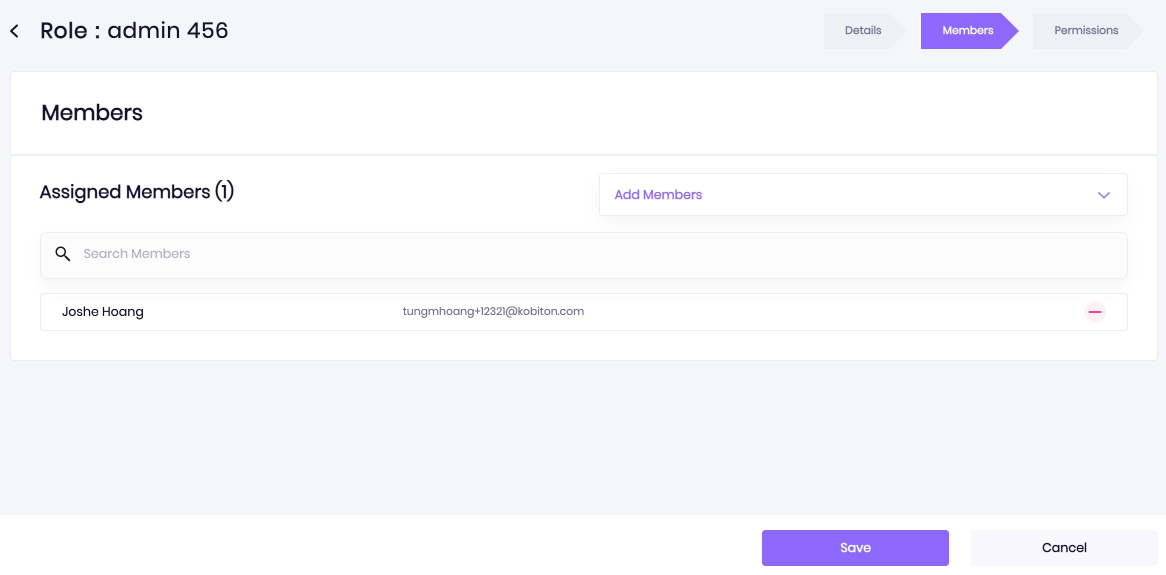 Role : admin 456
Details
Members
Permissions
Members
Assigned Members (1)
Add Members
Search Members
Joshe Hoang
tungmhoang+12321@kobiton.com
Save
Cancel